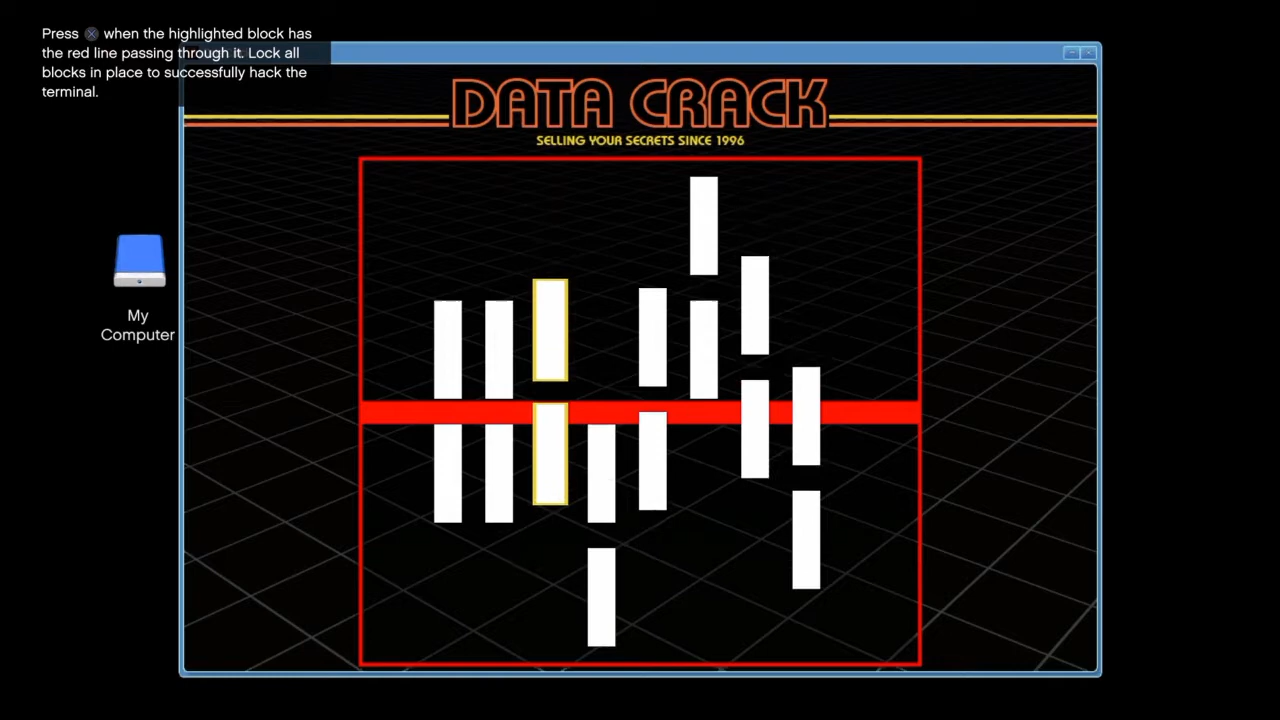 Press ⊗ when the highlighted block has
the red line passing through it. Lock all
blocks in place to successfully hack the
terminal.
DATA CRACK
SELLING YOUR SECRETS SINCE 1996
My
Computer